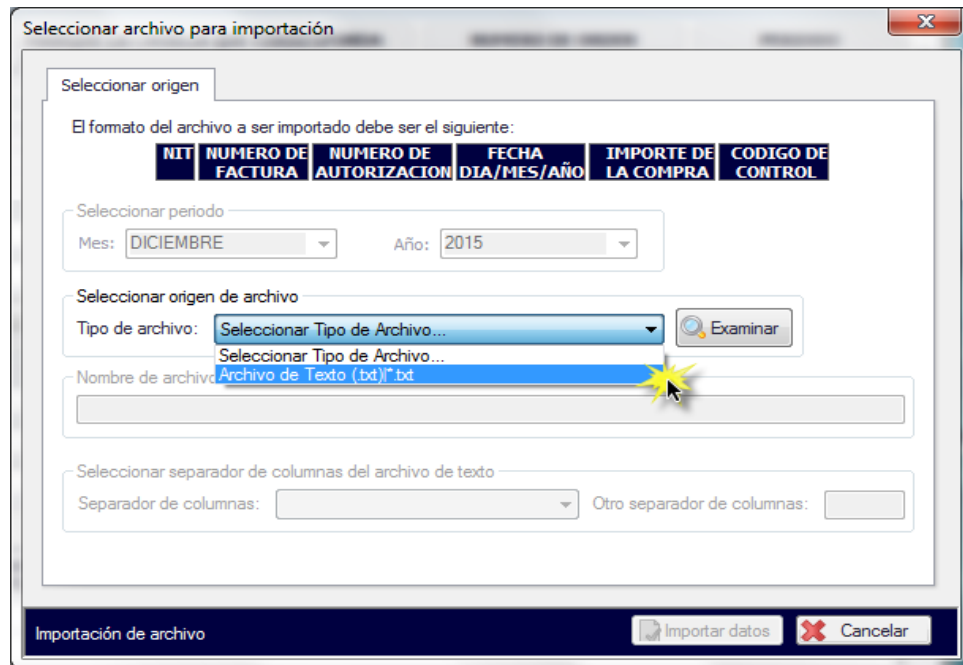 Seleccionar archivo para importación
Seleccionar origen
El formato del archivo a ser importado debe ser el siguiente:
NIT NUMERO DE FACTURA NUMERO DE AUTORIZACION FECHA DIA/MES/AÑO IMPORTE DE LA COMPRA CODIGO DE CONTROL
Seleccionar periodo
Mes: DICIEMBRE Año: 2015
Seleccionar origen de archivo
Tipo de archivo: Seleccionar Tipo de Archivo... Examinar
Seleccionar Tipo de Archivo...
Nombre de archivo Archivo de Texto (.txt)|*.txt
Seleccionar separador de columnas del archivo de texto
Separador de columnas: Otro separador de columnas:
Importación de archivo Importar datos Cancelar